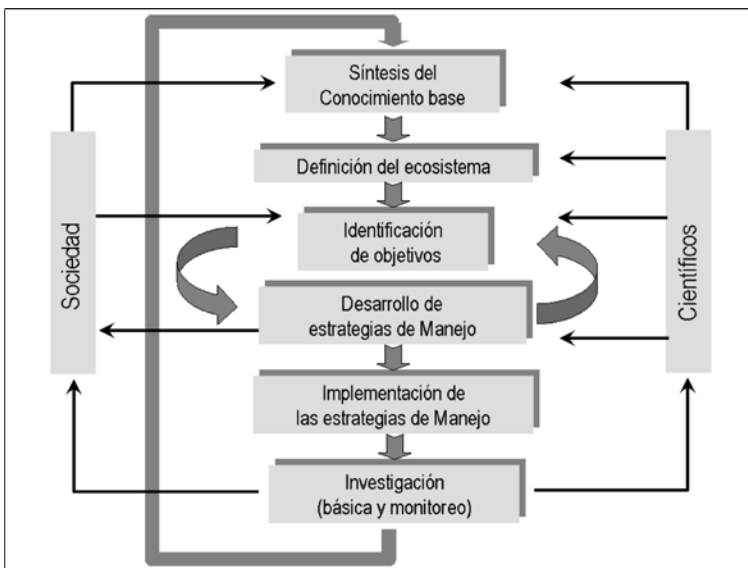 Síntesis del
Conocimiento base
Definición del ecosistema
Identificación
de objetivos
Desarrollo de
estrategias de Manejo
Implementación de
las estrategias de Manejo
Investigación
(básica y monitoreo)
Sociedad
Científicos